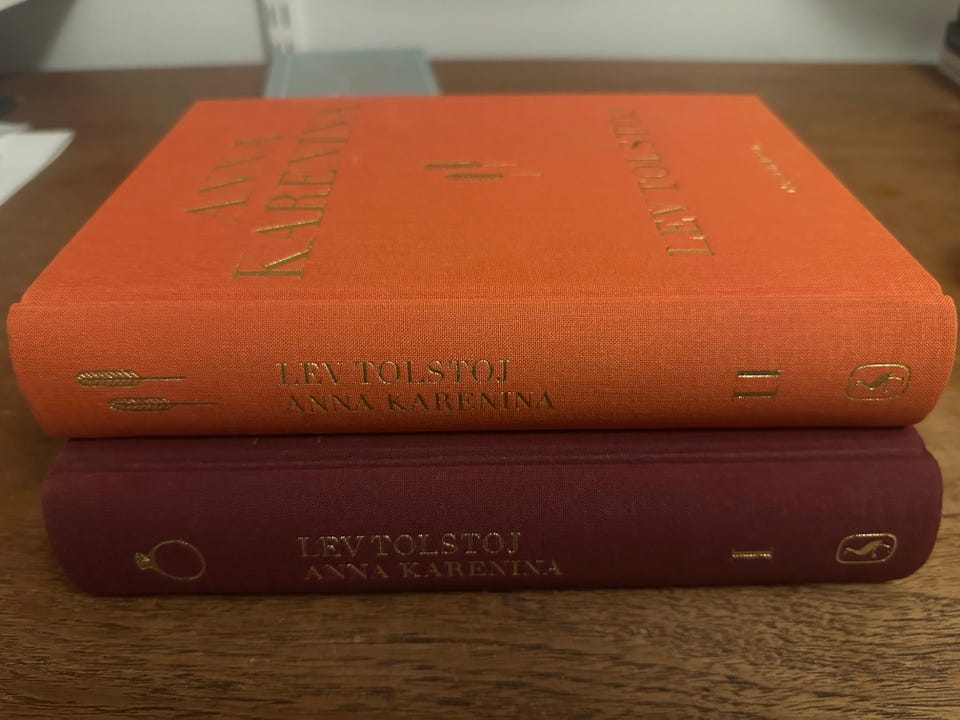 ANNA
KARENINA
LEV TOLSTOJ
LEV TOLSTOJ
ANNA KARENINA
II
LEV TOLSTOJ
ANNA KARENINA
I